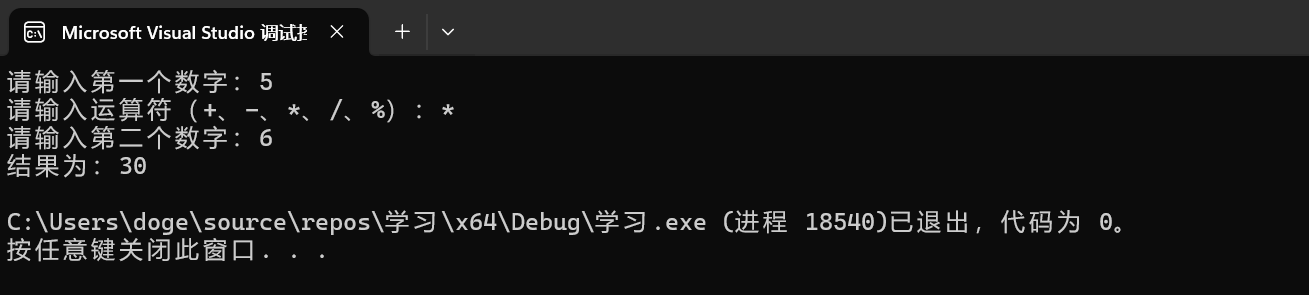 Microsoft Visual Studio 调试
请输入第一个数字：5
请输入运算符（+、-、*、/、%）：*
请输入第二个数字：6
结果为：30
C:\Users\doge\source\repos\学习\x64\Debug\学习.exe (进程 18540)已退出，代码为 0。
按任意键关闭此窗口. . .